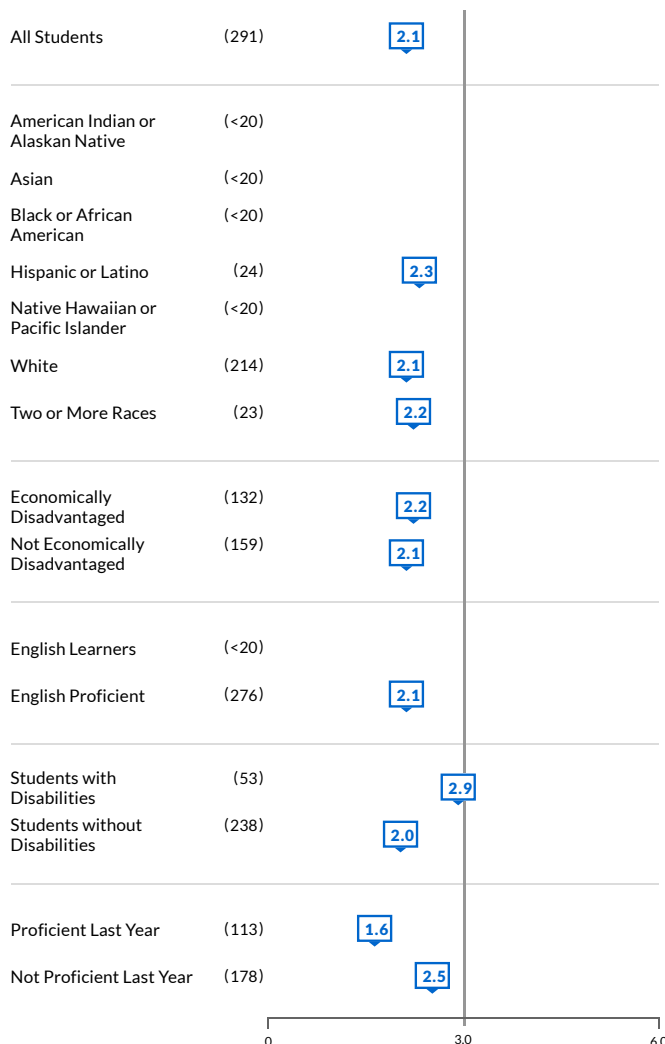 All Students (291) 2.1
American Indian or (<20)
Alaskan Native
Asian (<20)
Black or African (<20)
American
Hispanic or Latino (24) 2.3
Native Hawaiian or (<20)
Pacific Islander
White (214) 2.1
Two or More Races (23) 2.2
Economically (132) 2.2
Disadvantaged
Not Economically (159) 2.1
Disadvantaged
English Learners (<20)
English Proficient (276) 2.1
Students with (53) 2.9
Disabilities
Students without (238) 2.0
Disabilities
Proficient Last Year (113) 1.6
Not Proficient Last Year (178) 2.5
0 3.0 6.0